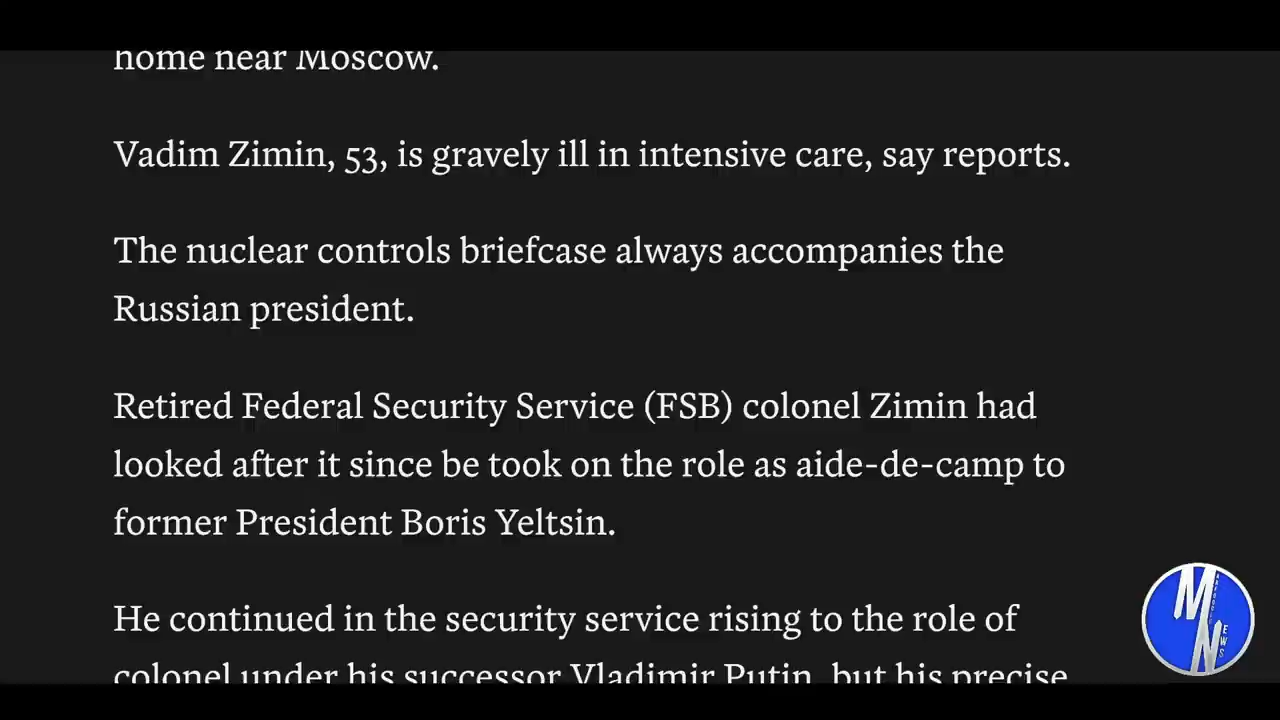 home near Moscow.
Vadim Zimin, 53, is gravely ill in intensive care, say reports.
The nuclear controls briefcase always accompanies the
Russian president.
Retired Federal Security Service (FSB) colonel Zimin had
looked after it since be took on the role as aide-de-camp to
former President Boris Yeltsin.
He continued in the security service rising to the role of
colonel under his successor Vladimir Putin, but his precise
MN
EWS